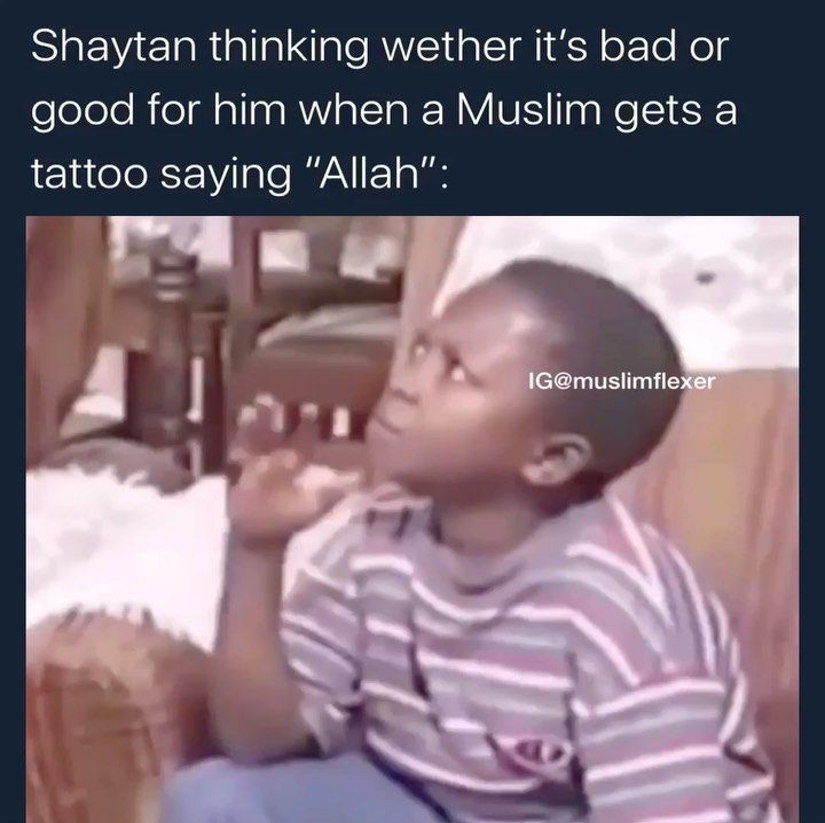 Shaytan thinking wether it’s bad or
good for him when a Muslim gets a
tattoo saying “Allah”:
IG@muslimflexer